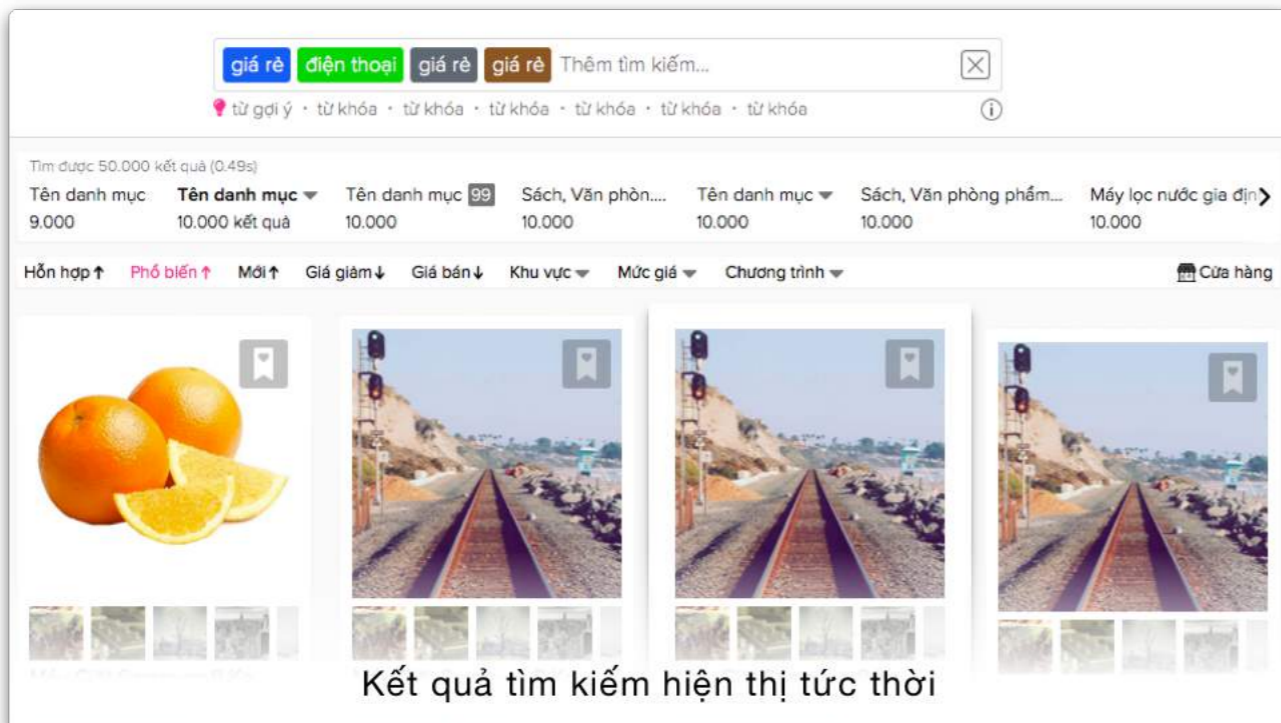 giá rẻ điện thoại giá rẻ giá rẻ Thêm tìm kiếm...
từ gợi ý • từ khóa • từ khóa • từ khóa • từ khóa • từ khóa • từ khóa
Tìm được 50.000 kết quả (0.49s)
Tên danh mục Tên danh mục Tên danh mục 99 Sách, Văn phòn.... Tên danh mục Sách, Văn phòng phẩm... Máy lọc nước gia địn
9.000 10.000 kết quả 10.000 10.000 10.000 10.000 10.000
Hỗn hợp↑ Phổ biến↑ Mới↑ Giá giảm↓ Giá bán↓ Khu vực Mức giá Chương trình Cửa hàng
Kết quả tìm kiếm hiện thị tức thời